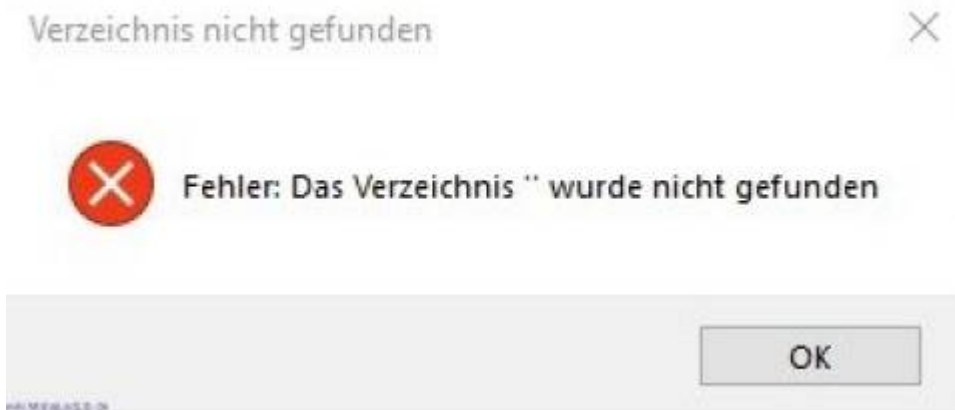 Verzeichnis nicht gefunden
Fehler: Das Verzeichnis '' wurde nicht gefunden
OK